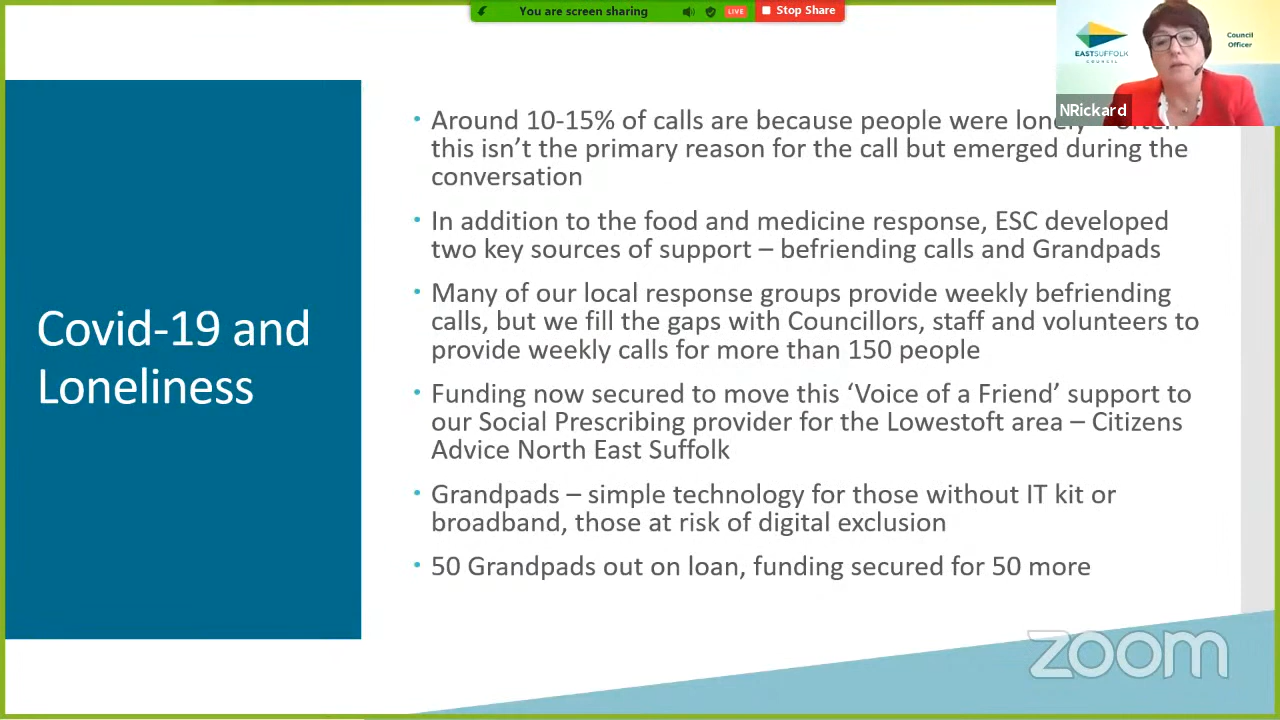 You are screen sharing
LIVE
Stop Share
EASTSUFFOLK
COUNCIL
Council
Officer
NRickard
Covid-19 and
Loneliness
• Around 10-15% of calls are because people were lonely – often
this isn’t the primary reason for the call but emerged during the
conversation
• In addition to the food and medicine response, ESC developed
two key sources of support – befriending calls and Grandpads
• Many of our local response groups provide weekly befriending
calls, but we fill the gaps with Councillors, staff and volunteers to
provide weekly calls for more than 150 people
• Funding now secured to move this ‘Voice of a Friend’ support to
our Social Prescribing provider for the Lowestoft area – Citizens
Advice North East Suffolk
• Grandpads – simple technology for those without IT kit or
broadband, those at risk of digital exclusion
• 50 Grandpads out on loan, funding secured for 50 more
zoom